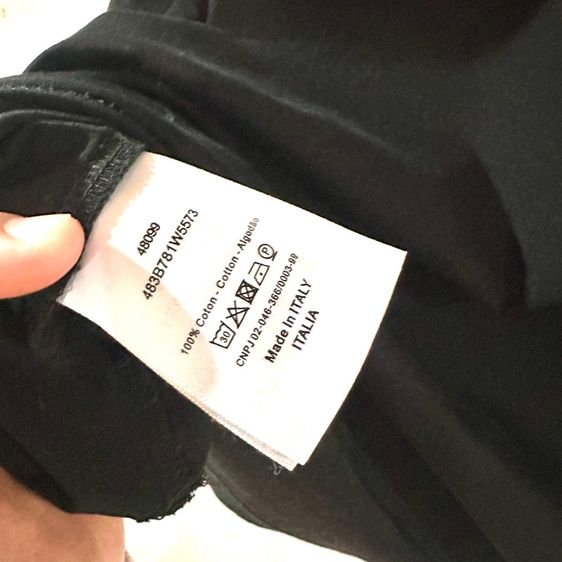 48099
483B781W5573
100% Coton - Cotton - Algodão
30 P
CNPJ 02-046-366/0003-99
Made In ITALY
ITALIA